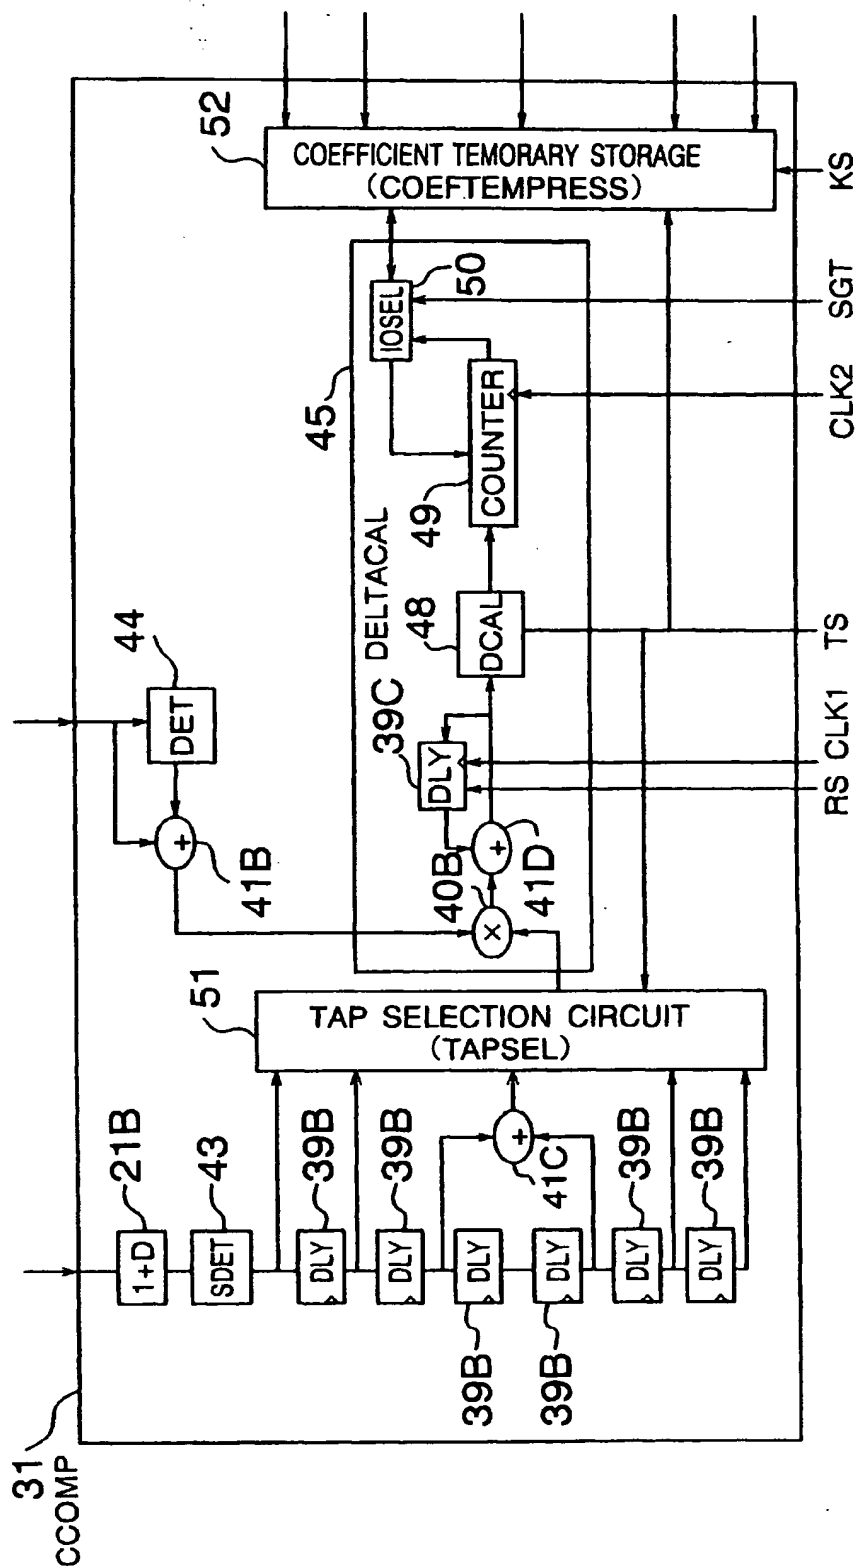 31
CCOMP
21B
1+D
43
SDET
39B
DLY
39B
DLY
DLY
39B
DLY
39B
39B
DLY
39B
DLY
+
41C
51
TAP SELECTION CIRCUIT
(TAPSEL)
44
DET
+
41B
45
DELTACAL
×
40B
+
41D
39C
DLY
48
DCAL
49
COUNTER
50
IOSEL
52
COEFFICIENT TEMORARY STORAGE
(COEFTEMPRESS)
RS
CLK1
TS
CLK2
SGT
KS